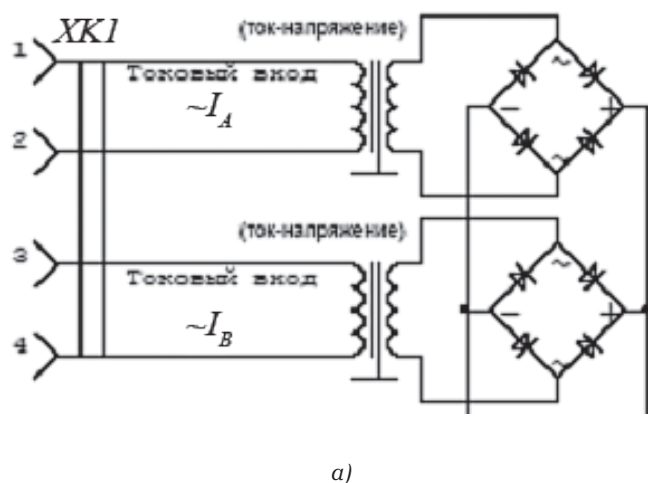 XK1
(ток-напряжение)
1
Токовый вход
~I_A
2
~
− +
~
(ток-напряжение)
3
Токовый вход
~I_B
4
~
− +
~
а)